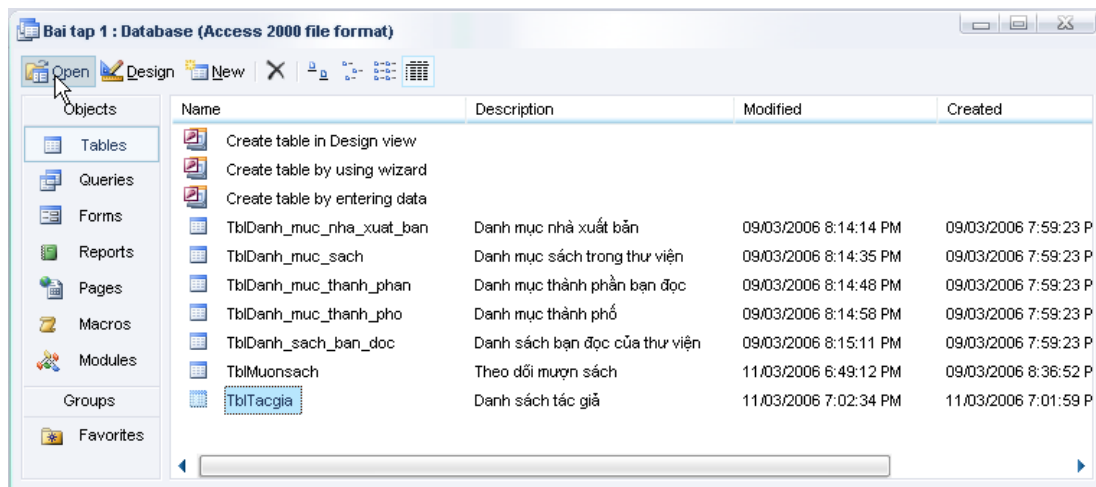 Bai tap 1 : Database (Access 2000 file format)
Open Design New
Objects
Name Description Modified Created
Tables
Create table in Design view
Create table by using wizard
Queries
Create table by entering data
Forms
TblDanh_muc_nha_xuat_ban Danh mục nhà xuất bản 09/03/2006 8:14:14 PM 09/03/2006 7:59:23 P
Reports
TblDanh_muc_sach Danh mục sách trong thư viện 09/03/2006 8:14:35 PM 09/03/2006 7:59:23 P
Pages
TblDanh_muc_thanh_phan Danh mục thành phần bạn đọc 09/03/2006 8:14:48 PM 09/03/2006 7:59:23 P
Macros
TblDanh_muc_thanh_pho Danh mục thành phố 09/03/2006 8:14:58 PM 09/03/2006 7:59:23 P
TblDanh_sach_ban_doc Danh sách bạn đọc của thư viện 09/03/2006 8:15:11 PM 09/03/2006 7:59:23 P
Modules
TblMuonsach Theo dõi mượn sách 11/03/2006 6:49:12 PM 09/03/2006 8:36:52 P
Groups
TblTacgia Danh sách tác giả 11/03/2006 7:02:34 PM 11/03/2006 7:01:59 P
Favorites